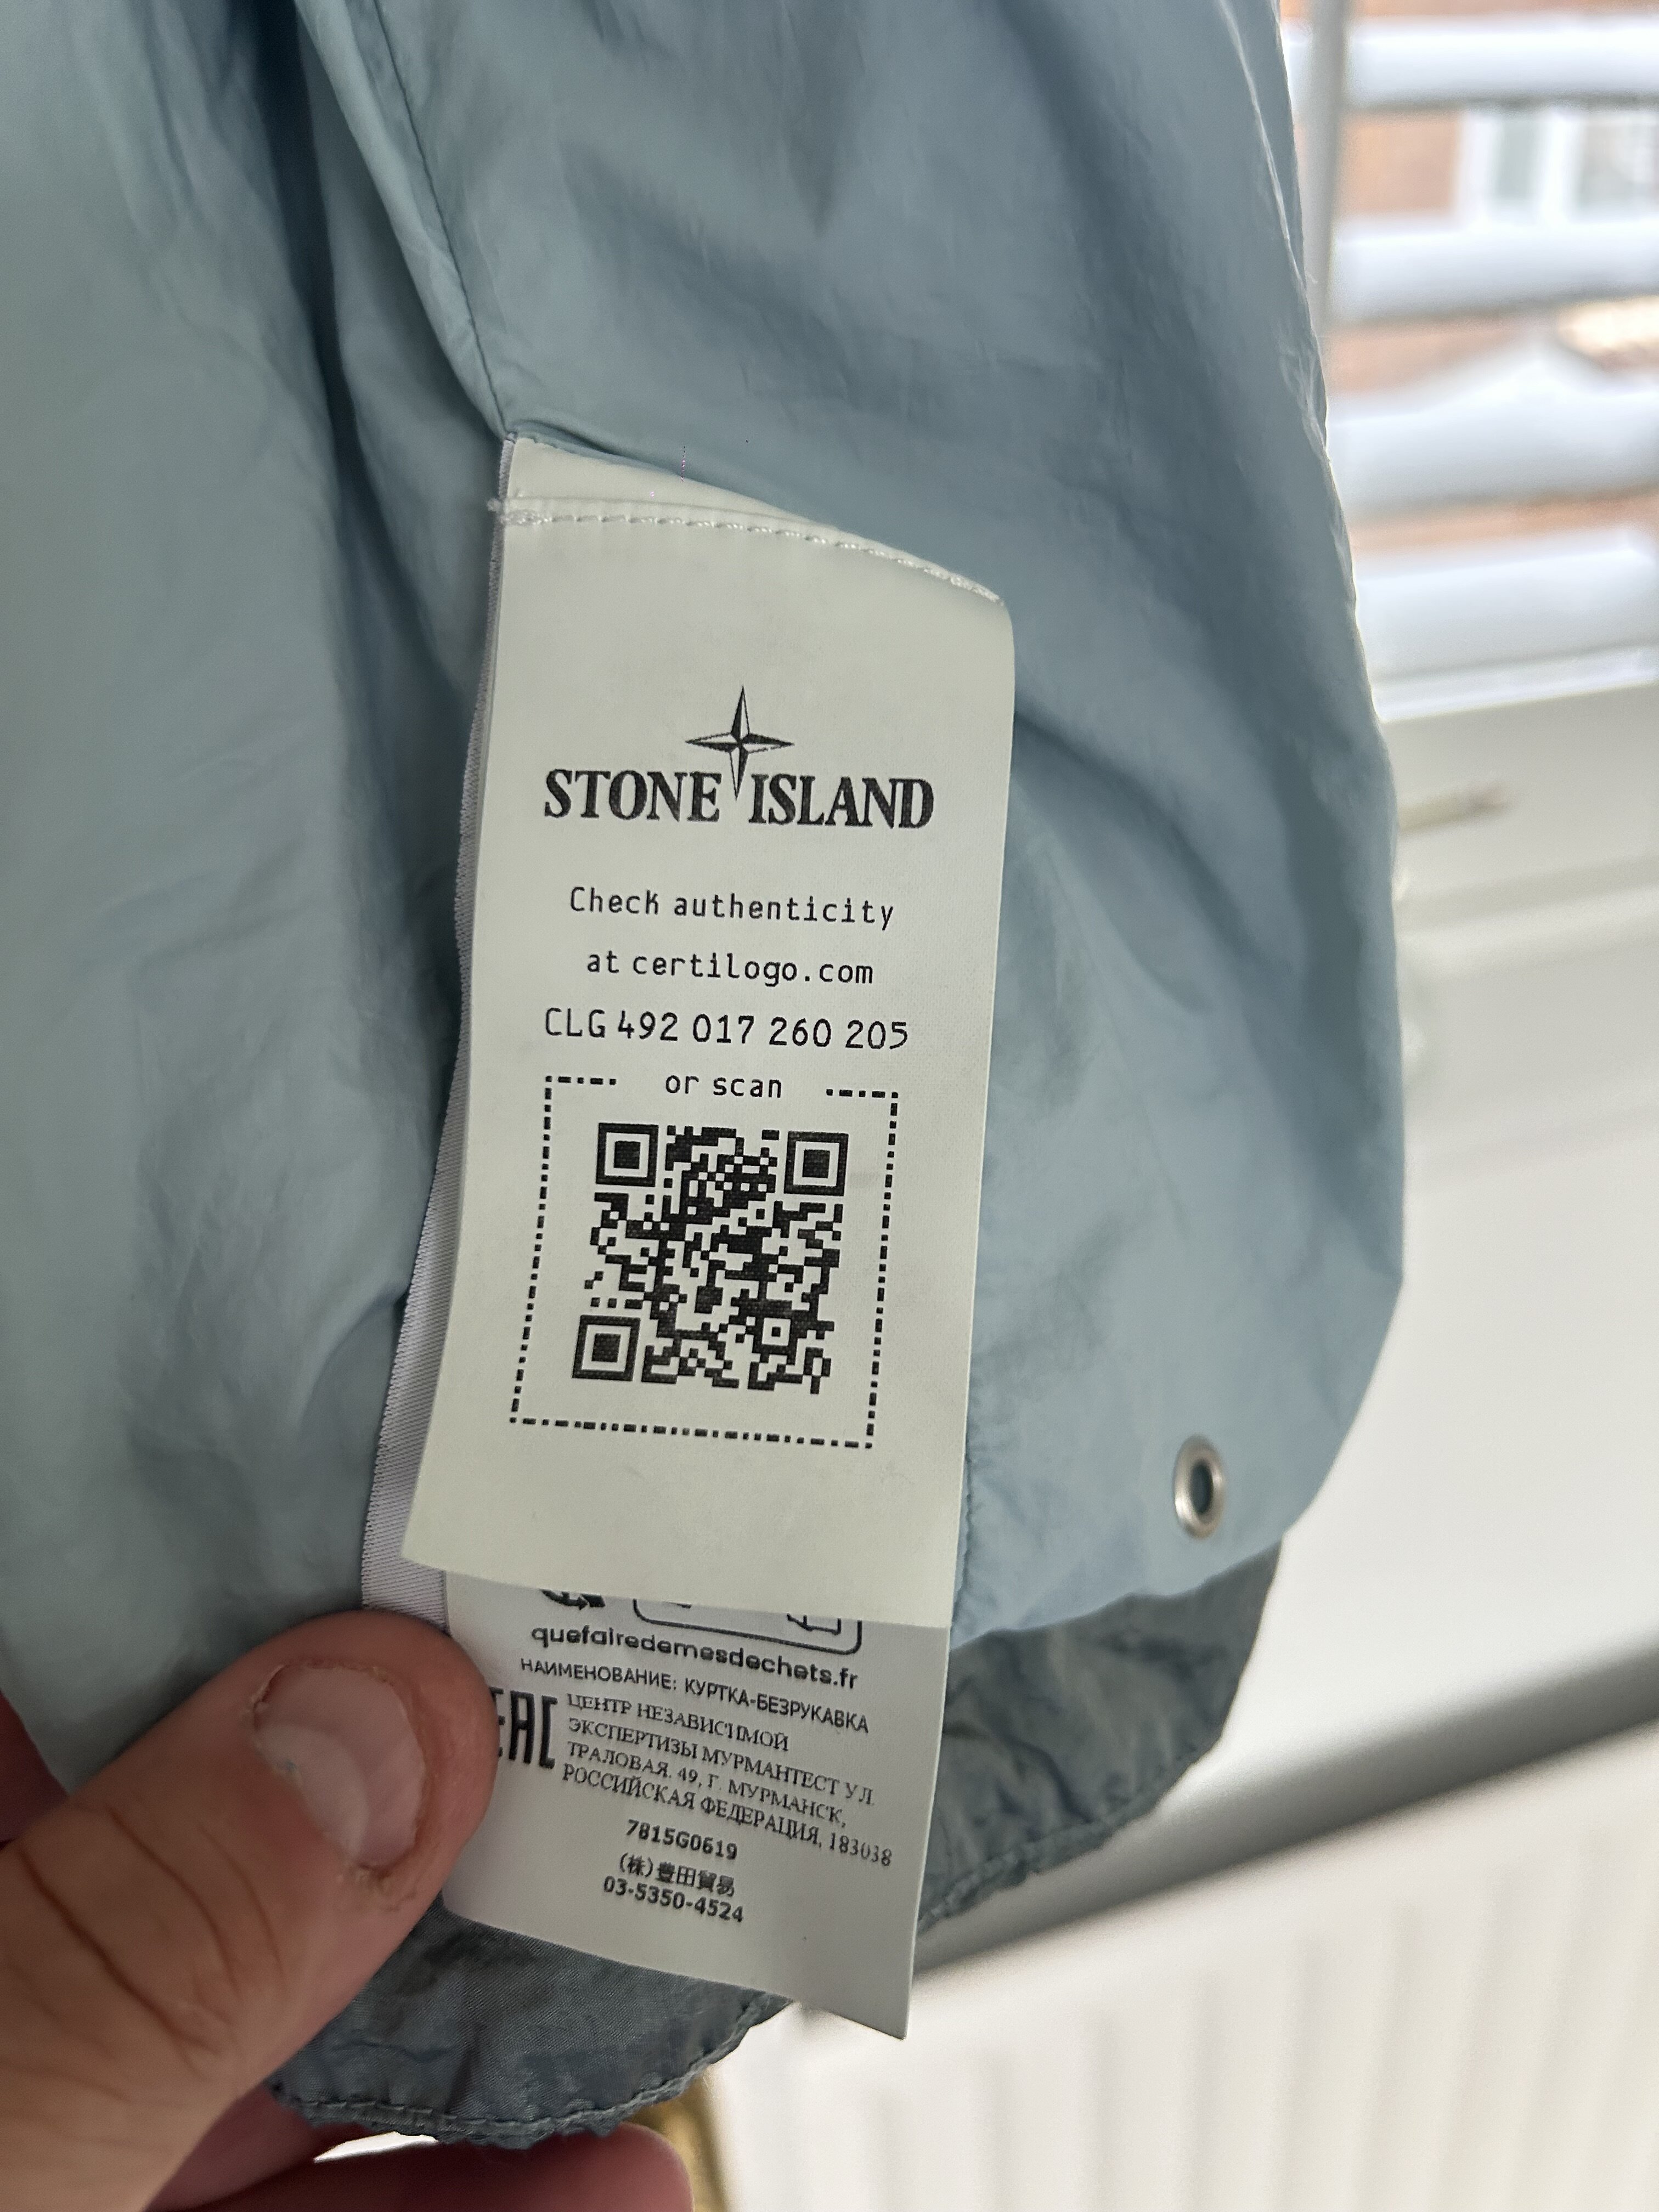 STONE ISLAND
Check authenticity
at certilogo.com
CLG 492 017 260 205
or scan
quefairedemesdechets.fr
НАИМЕНОВАНИЕ: КУРТКА-БЕЗРУКАВКА
EAC
ЦЕНТР НЕЗАВИСИМОЙ
ЭКСПЕРТИЗЫ МУРМАНТЕСТ УЛ.
ТРАЛОВАЯ. 49, Г. МУРМАНСК,
РОССИЙСКАЯ ФЕДЕРАЦИЯ, 183038
7815G0619
(株)豊田貿易
03-5350-4524